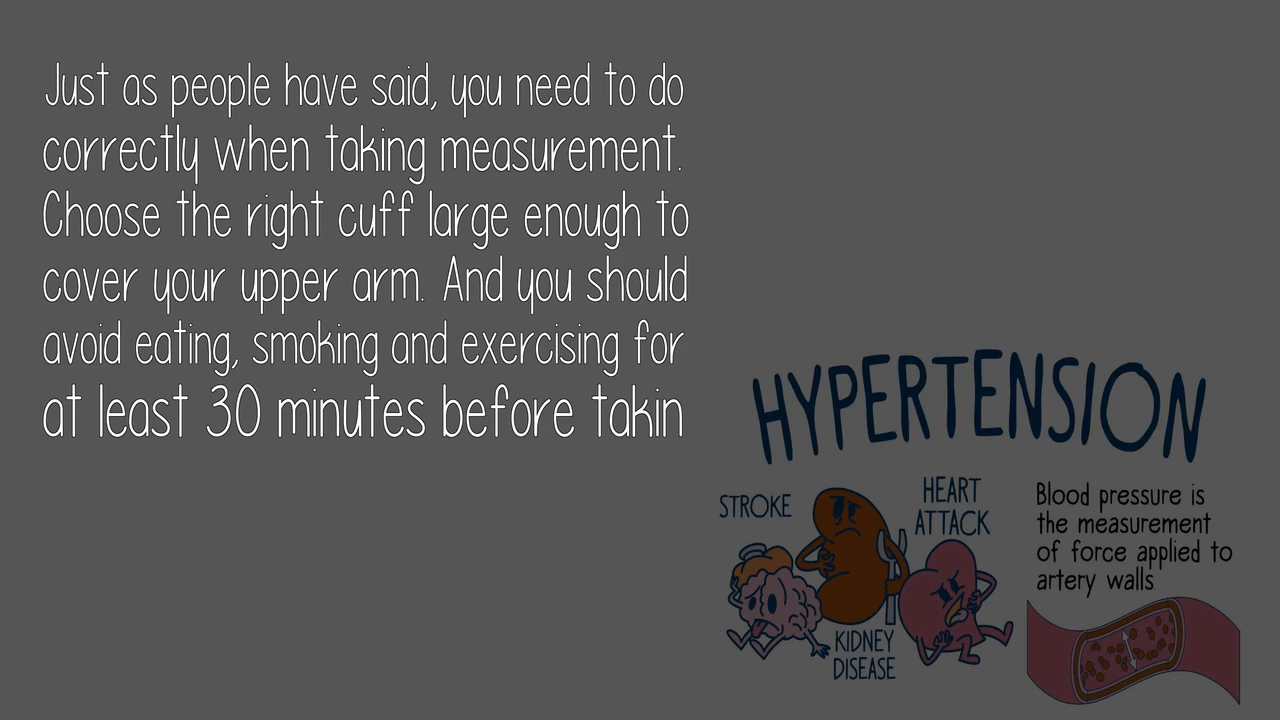 Just as people have said, you need to do
correctly when taking measurement.
Choose the right cuff large enough to
cover your upper arm. And you should
avoid eating, smoking and exercising for
at least 30 minutes before takin
HYPERTENSION
STROKE
HEART
ATTACK
KIDNEY
DISEASE
Blood pressure is
the measurement
of force applied to
artery walls